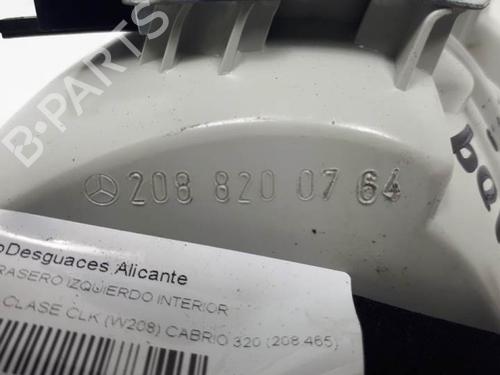 B-PARTS
208 820 07 64
Desguaces Alicante
RASERO IZQUIERDO INTERIOR
CLASE CLK (W208) CABRIO 320 (208.465)